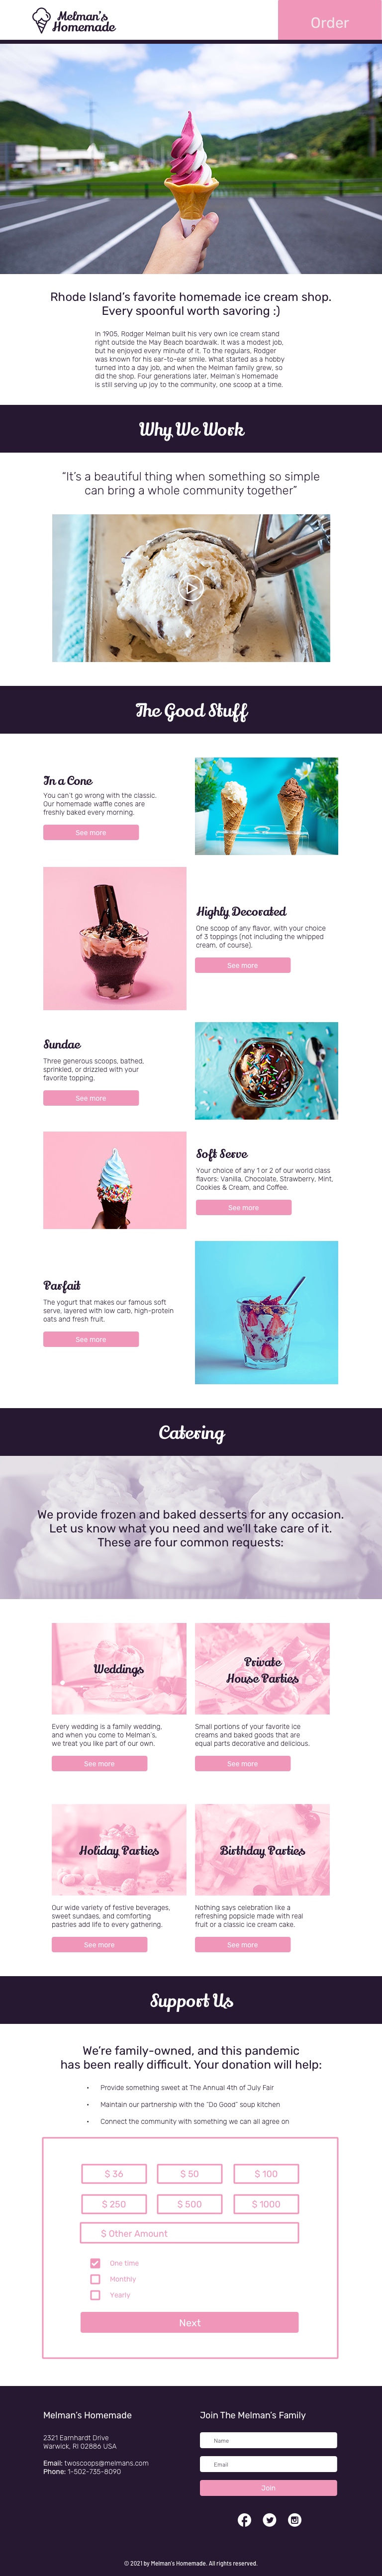 Melman's
Homemade
Order
Rhode Island's favorite homemade ice cream shop.
Every spoonful worth savoring :)
In 1905, Rodger Melman built his very own ice cream stand
right outside the May Beach boardwalk. It was a modest job,
but he enjoyed every minute of it. To the regulars, Rodger
was known for his ear-to-ear smile. What started as a hobby
turned into a day job, and when the Melman family grew, so
did the shop. Four generations later, Melman's Homemade
is still serving up joy to the community, one scoop at a time.
Why We Work
"It's a beautiful thing when something so simple
can bring a whole community together"
The Good Stuff
In a Cone
You can't go wrong with the classic.
Our homemade waffle cones are
freshly baked every morning.
See more
Highly Decorated
One scoop of any flavor, with your choice
of 3 toppings (not including the whipped
cream, of course).
See more
Sundae
Three generous scoops, bathed,
sprinkled, or drizzled with your
favorite topping.
See more
Soft Serve
Your choice of any 1 or 2 of our world class
flavors: Vanilla, Chocolate, Strawberry, Mint,
Cookies & Cream, and Coffee.
See more
Parfait
The yogurt that makes our famous soft
serve, layered with low carb, high-protein
oats and fresh fruit.
See more
Catering
We provide frozen and baked desserts for any occasion.
Let us know what you need and we'll take care of it.
These are four common requests:
Weddings
Every wedding is a family wedding,
and when you come to Melman's,
we treat you like part of our own.
See more
Private
House Parties
Small portions of your favorite ice
creams and baked goods that are
equal parts decorative and delicious.
See more
Holiday Parties
Our wide variety of festive beverages,
sweet sundaes, and comforting
pastries add life to every gathering.
See more
Birthday Parties
Nothing says celebration like a
refreshing popsicle made with real
fruit or a classic ice cream cake.
See more
Support Us
We're family-owned, and this pandemic
has been really difficult. Your donation will help:
• Provide something sweet at The Annual 4th of July Fair
• Maintain our partnership with the "Do Good" soup kitchen
• Connect the community with something we can all agree on
$ 36
$ 50
$ 100
$ 250
$ 500
$ 1000
$ Other Amount
One time
Monthly
Yearly
Next
Melman's Homemade
2321 Earnhardt Drive
Warwick, RI 02886 USA
Email: twoscoops@melmans.com
Phone: 1-502-735-8090
Join The Melman's Family
Name
Email
Join
© 2021 by Melman's Homemade. All rights reserved.